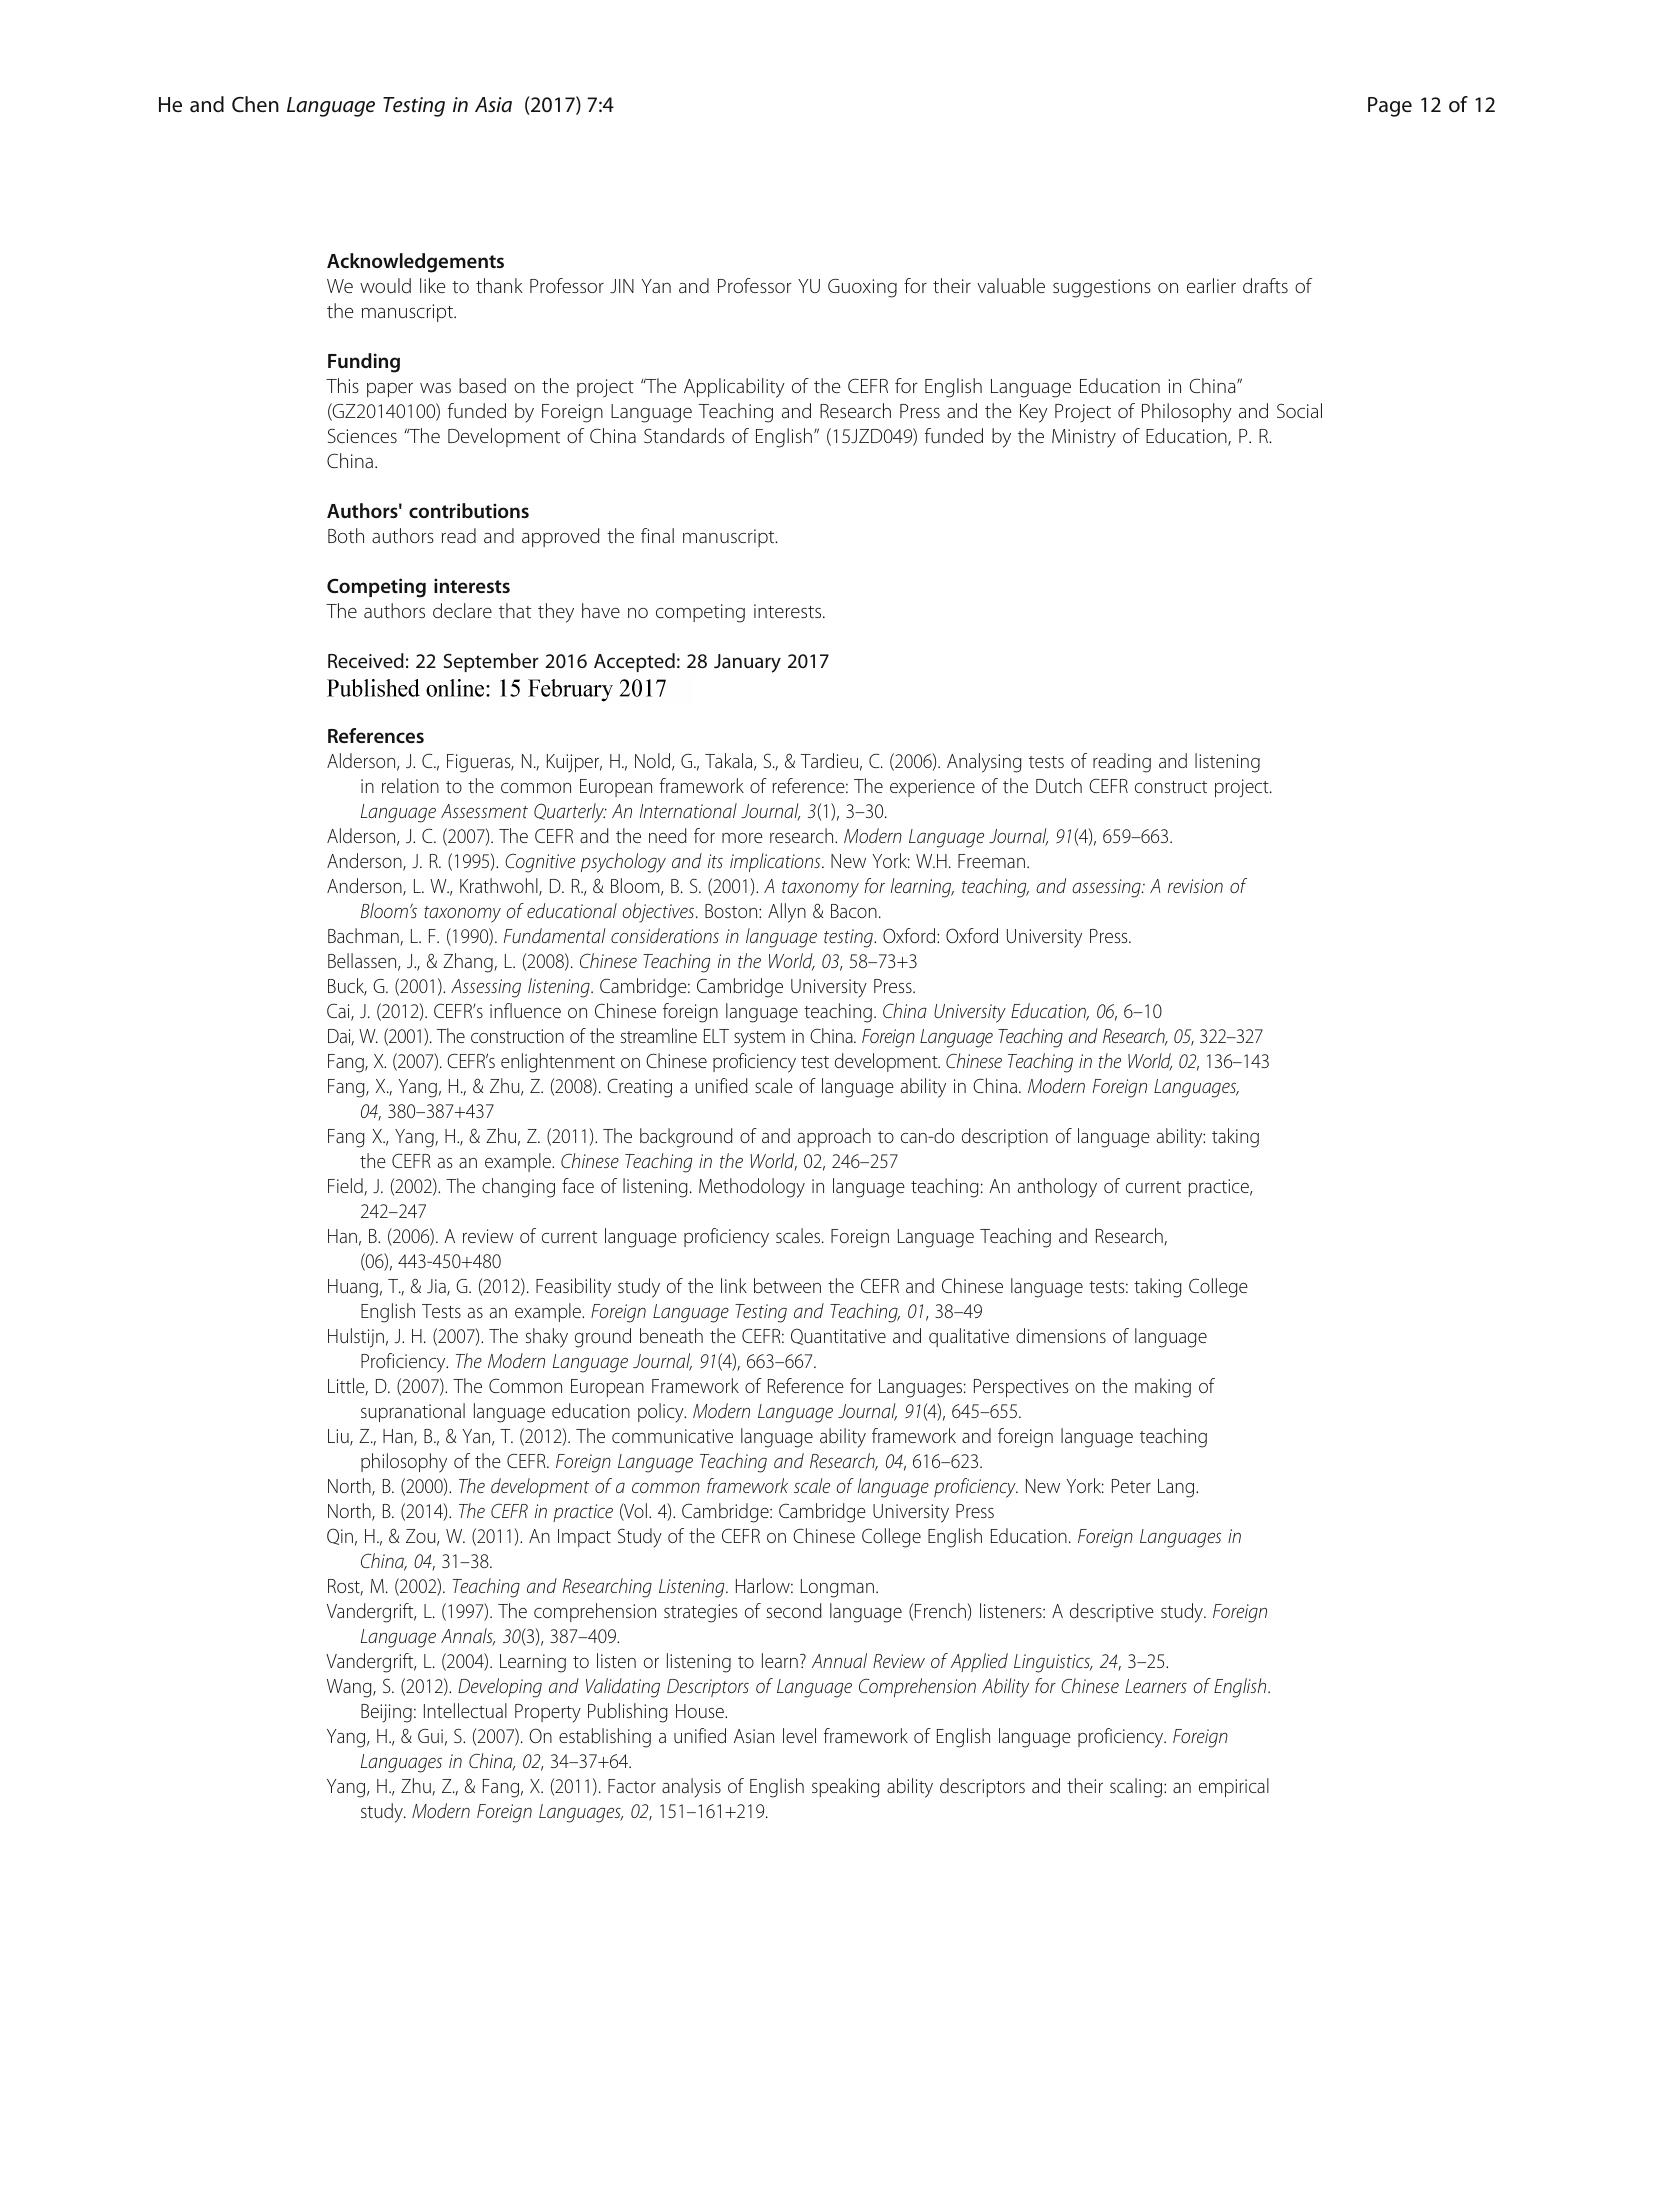 He and Chen Language Testing in Asia (2017) 7:4
Page 12 of 12
Acknowledgements
We would like to thank Professor JIN Yan and Professor YU Guoxing for their valuable suggestions on earlier drafts of
the manuscript.
Funding
This paper was based on the project “The Applicability of the CEFR for English Language Education in China”
(GZ20140100) funded by Foreign Language Teaching and Research Press and the Key Project of Philosophy and Social
Sciences “The Development of China Standards of English” (15JZD049) funded by the Ministry of Education, P. R.
China.
Authors' contributions
Both authors read and approved the final manuscript.
Competing interests
The authors declare that they have no competing interests.
Received: 22 September 2016 Accepted: 28 January 2017
Published online: 15 February 2017
References
Alderson, J. C., Figueras, N., Kuijper, H., Nold, G., Takala, S., & Tardieu, C. (2006). Analysing tests of reading and listening
in relation to the common European framework of reference: The experience of the Dutch CEFR construct project.
Language Assessment Quarterly: An International Journal, 3(1), 3–30.
Alderson, J. C. (2007). The CEFR and the need for more research. Modern Language Journal, 91(4), 659–663.
Anderson, J. R. (1995). Cognitive psychology and its implications. New York: W.H. Freeman.
Anderson, L. W., Krathwohl, D. R., & Bloom, B. S. (2001). A taxonomy for learning, teaching, and assessing: A revision of
Bloom’s taxonomy of educational objectives. Boston: Allyn & Bacon.
Bachman, L. F. (1990). Fundamental considerations in language testing. Oxford: Oxford University Press.
Bellassen, J., & Zhang, L. (2008). Chinese Teaching in the World, 03, 58–73+3
Buck, G. (2001). Assessing listening. Cambridge: Cambridge University Press.
Cai, J. (2012). CEFR’s influence on Chinese foreign language teaching. China University Education, 06, 6–10
Dai, W. (2001). The construction of the streamline ELT system in China. Foreign Language Teaching and Research, 05, 322–327
Fang, X. (2007). CEFR’s enlightenment on Chinese proficiency test development. Chinese Teaching in the World, 02, 136–143
Fang, X., Yang, H., & Zhu, Z. (2008). Creating a unified scale of language ability in China. Modern Foreign Languages,
04, 380–387+437
Fang X., Yang, H., & Zhu, Z. (2011). The background of and approach to can-do description of language ability: taking
the CEFR as an example. Chinese Teaching in the World, 02, 246–257
Field, J. (2002). The changing face of listening. Methodology in language teaching: An anthology of current practice,
242–247
Han, B. (2006). A review of current language proficiency scales. Foreign Language Teaching and Research,
(06), 443-450+480
Huang, T., & Jia, G. (2012). Feasibility study of the link between the CEFR and Chinese language tests: taking College
English Tests as an example. Foreign Language Testing and Teaching, 01, 38–49
Hulstijn, J. H. (2007). The shaky ground beneath the CEFR: Quantitative and qualitative dimensions of language
Proficiency. The Modern Language Journal, 91(4), 663–667.
Little, D. (2007). The Common European Framework of Reference for Languages: Perspectives on the making of
supranational language education policy. Modern Language Journal, 91(4), 645–655.
Liu, Z., Han, B., & Yan, T. (2012). The communicative language ability framework and foreign language teaching
philosophy of the CEFR. Foreign Language Teaching and Research, 04, 616–623.
North, B. (2000). The development of a common framework scale of language proficiency. New York: Peter Lang.
North, B. (2014). The CEFR in practice (Vol. 4). Cambridge: Cambridge University Press
Qin, H., & Zou, W. (2011). An Impact Study of the CEFR on Chinese College English Education. Foreign Languages in
China, 04, 31–38.
Rost, M. (2002). Teaching and Researching Listening. Harlow: Longman.
Vandergrift, L. (1997). The comprehension strategies of second language (French) listeners: A descriptive study. Foreign
Language Annals, 30(3), 387–409.
Vandergrift, L. (2004). Learning to listen or listening to learn? Annual Review of Applied Linguistics, 24, 3–25.
Wang, S. (2012). Developing and Validating Descriptors of Language Comprehension Ability for Chinese Learners of English.
Beijing: Intellectual Property Publishing House.
Yang, H., & Gui, S. (2007). On establishing a unified Asian level framework of English language proficiency. Foreign
Languages in China, 02, 34–37+64.
Yang, H., Zhu, Z., & Fang, X. (2011). Factor analysis of English speaking ability descriptors and their scaling: an empirical
study. Modern Foreign Languages, 02, 151–161+219.